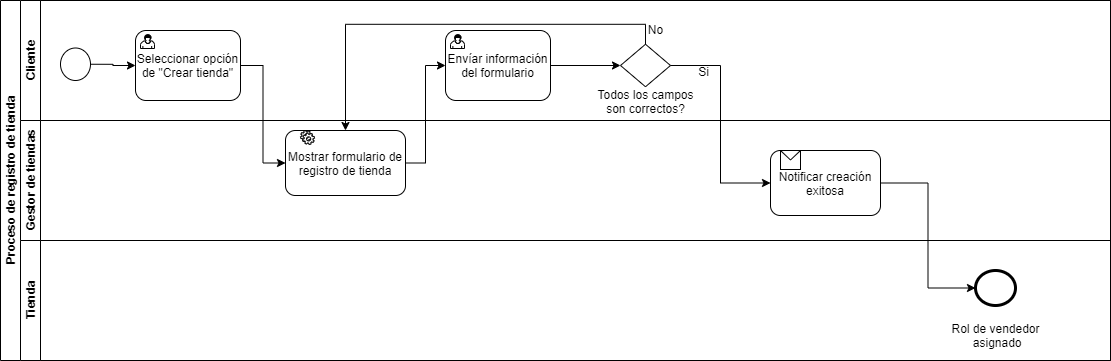 Proceso de registro de tienda
Cliente
Seleccionar opción
de "Crear tienda"
Envíar información
del formulario
No
Si
Todos los campos
son correctos?
Gestor de tiendas
Mostrar formulario de
registro de tienda
Notificar creación
exitosa
Tienda
Rol de vendedor
asignado